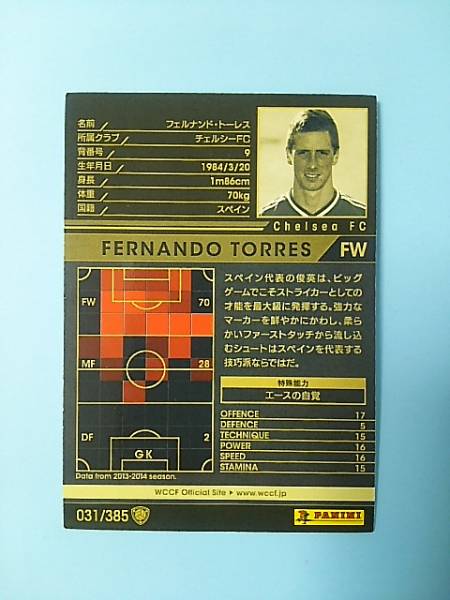 名前 フェルナンド・トーレス
所属クラブ チェルシーFC
背番号 9
生年月日 1984/3/20
身長 1m86cm
体重 70kg
国籍 スペイン
Chelsea FC
FERNANDO TORRES FW
FW 70
MF 28
DF 2
GK
Data from 2013-2014 season.
スペイン代表の俊英は、ビッグ
ゲームでこそストライカーとしての
才能を最大級に発揮する。強力な
マーカーを鮮やかにかわし、柔ら
かいファーストタッチから流し込
むシュートはスペインを代表する
技巧派ならではだ。
特殊能力
エースの自覚
OFFENCE 17
DEFENCE 5
TECHNIQUE 15
POWER 16
SPEED 16
STAMINA 15
WCCF Official Site ▶ www.wccf.jp
031/385
PANINI